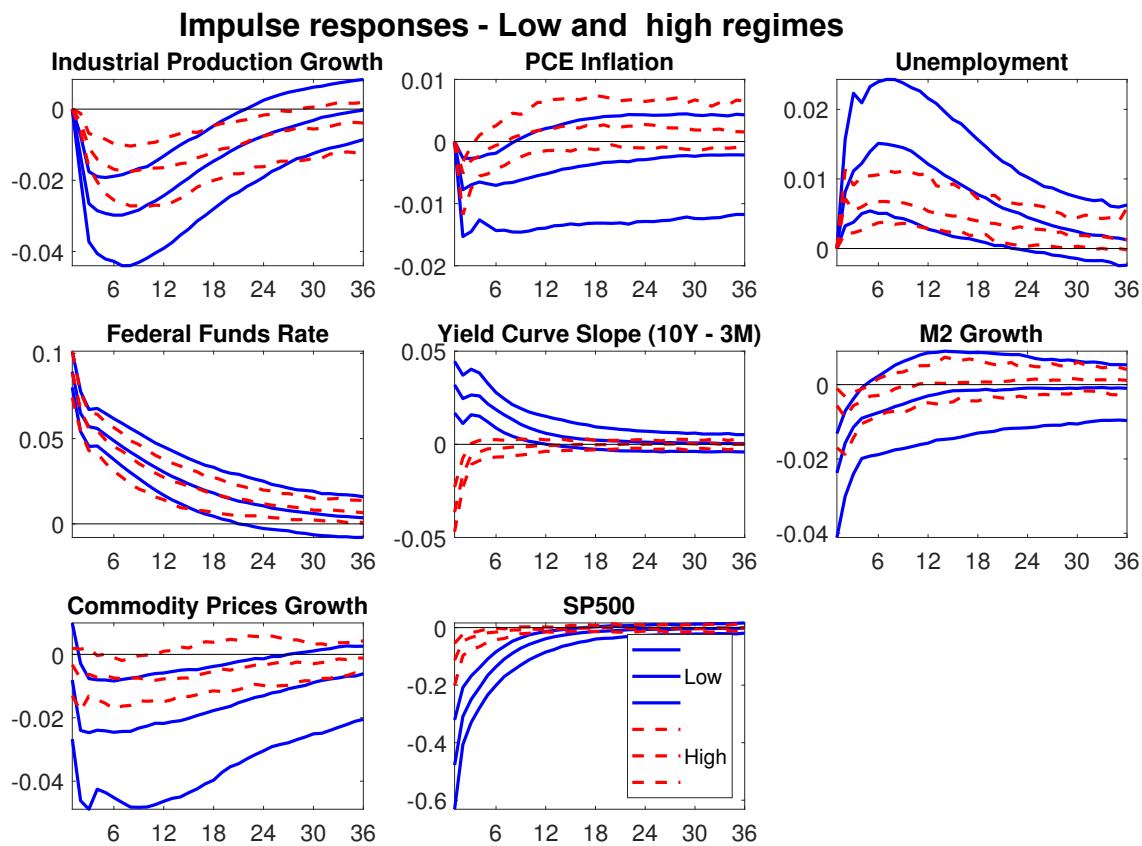 Impulse responses - Low and  high regimes
Industrial Production Growth
0
-0.02
-0.04
6 12 18 24 30 36
PCE Inflation
0.01
0
-0.01
-0.02
6 12 18 24 30 36
Unemployment
0.02
0.01
0
6 12 18 24 30 36
Federal Funds Rate
0.1
0.05
0
6 12 18 24 30 36
Yield Curve Slope (10Y - 3M)
0.05
0
-0.05
6 12 18 24 30 36
M2 Growth
0
-0.02
-0.04
6 12 18 24 30 36
Commodity Prices Growth
0
-0.02
-0.04
6 12 18 24 30 36
SP500
0
-0.2
-0.4
-0.6
6 12 18 24 30 36
Low
High